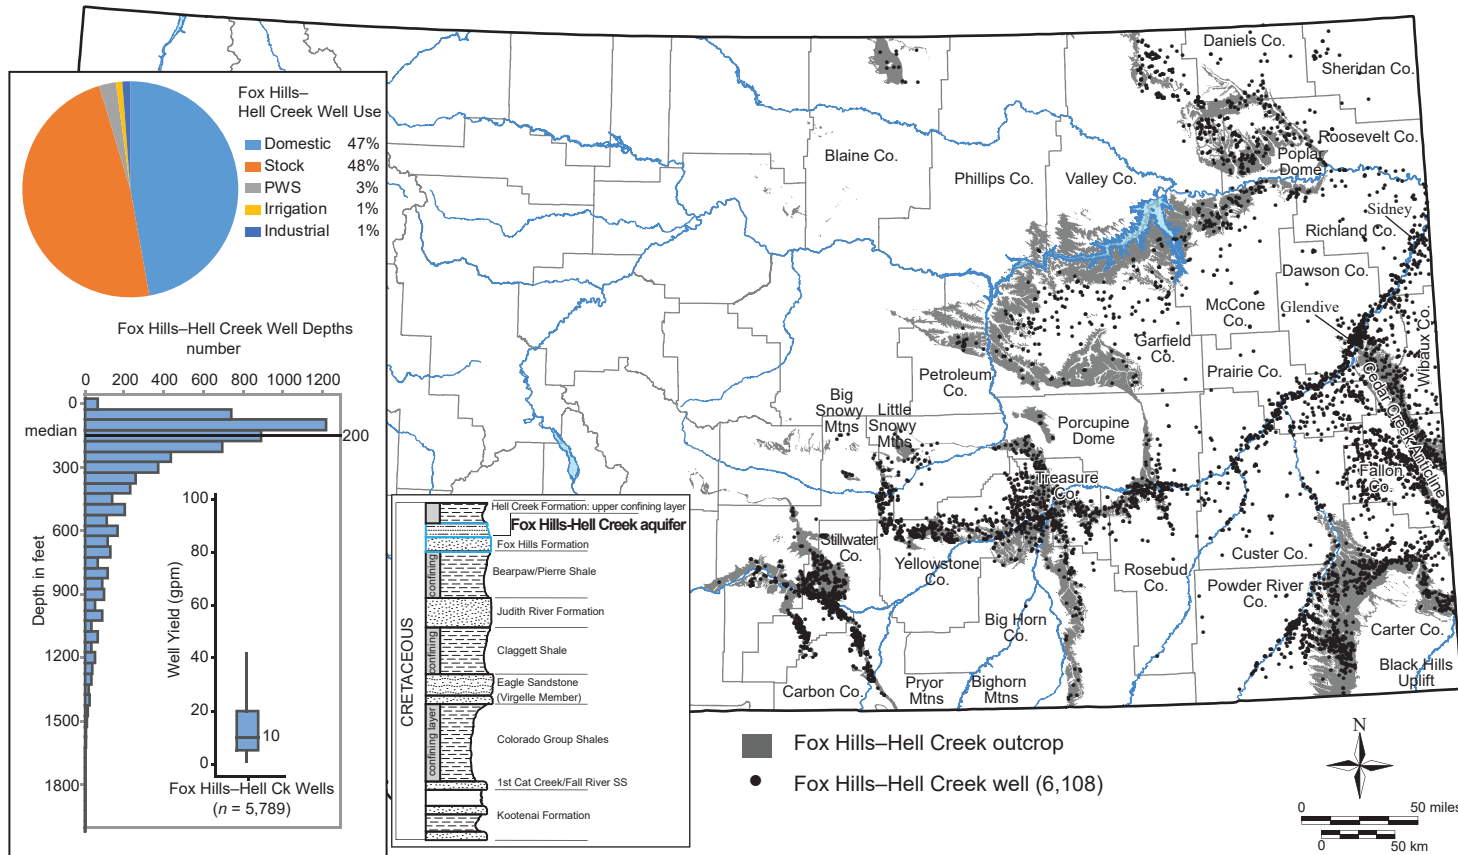 Fox Hills–
Hell Creek Well Use
Domestic 47%
Stock 48%
PWS 3%
Irrigation 1%
Industrial 1%
Fox Hills–Hell Creek Well Depths
number
0 200 400 600 800 1000 1200
0
median
200
300
600
900
1200
1500
1800
Depth in feet
Well Yield (gpm)
100
80
60
40
20
0
10
Fox Hills–Hell Ck Wells
(n = 5,789)
CRETACEOUS
Hell Creek Formation: upper confining layer
Fox Hills-Hell Creek aquifer
Fox Hills Formation
confining
Bearpaw/Pierre Shale
Judith River Formation
confining
Claggett Shale
Eagle Sandstone
(Virgelle Member)
confining layer
Colorado Group Shales
1st Cat Creek/Fall River SS
Kootenai Formation
Daniels Co.
Sheridan Co.
Roosevelt Co.
Poplar
Dome
Blaine Co.
Phillips Co.
Valley Co.
Sidney
Richland Co.
Dawson Co.
McCone
Co.
Glendive
Wibaux Co.
Garfield
Co.
Prairie Co.
Petroleum
Co.
Cedar Creek Anticline
Big
Snowy
Mtns
Little
Snowy
Mtns
Porcupine
Dome
Treasure
Co.
Fallon
Co.
Stilwater
Co.
Yellowstone
Co.
Custer Co.
Rosebud
Co.
Powder River
Co.
Big Horn
Co.
Carter Co.
Black Hills
Uplift
Carbon Co.
Pryor
Mtns
Bighorn
Mtns
Fox Hills–Hell Creek outcrop
Fox Hills–Hell Creek well (6,108)
N
0 50 miles
0 50 km